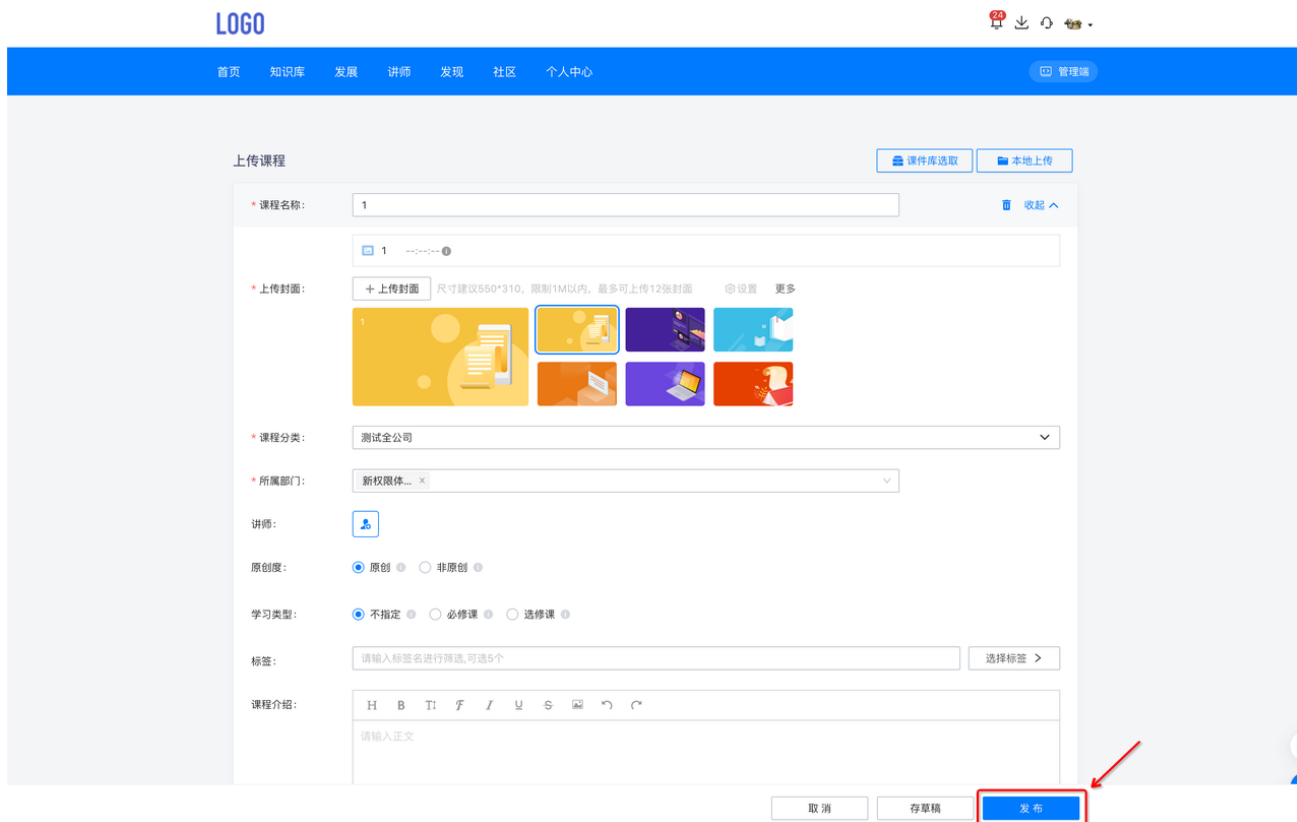 LOGO
24
首页 知识库 发展 讲师 发现 社区 个人中心 管理端
上传课程 课件库选取 本地上传
* 课程名称： 1 收起
1 --:--:--
* 上传封面： + 上传封面 尺寸建议550*310，限制1M以内，最多可上传12张封面 设置 更多
1
* 课程分类： 测试全公司
* 所属部门： 新权限体... ×
讲师：
原创度： 原创 非原创
学习类型： 不指定 必修课 选修课
标签： 请输入标签名进行筛选,可选5个 选择标签 >
课程介绍： H B T F I U S
请输入正文
取消 存草稿 发布